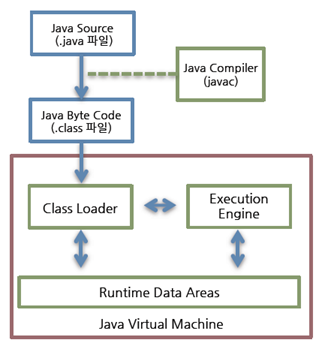 Java Source
(.java 파일)
Java Compiler
(javac)
Java Byte Code
(.class 파일)
Class Loader
Execution
Engine
Runtime Data Areas
Java Virtual Machine